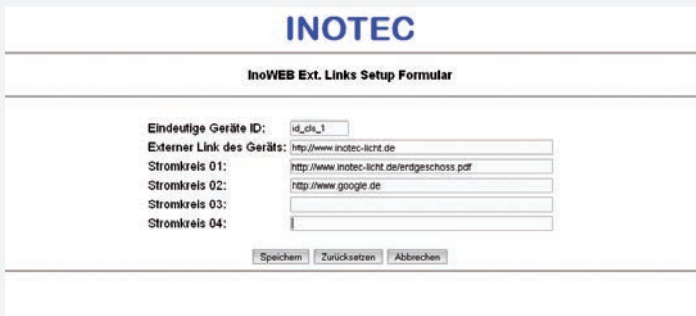 INOTEC
InoWEB Ext. Links Setup Formular
Eindeutige Geräte ID: id_cls_1
Externer Link des Geräts: http://www.inotec-licht.de
Stromkreis 01: http://www.inotec-licht.de/erdgeschoss.pdf
Stromkreis 02: http://www.google.de
Stromkreis 03:
Stromkreis 04:
Speichern Zurücksetzen Abbrechen